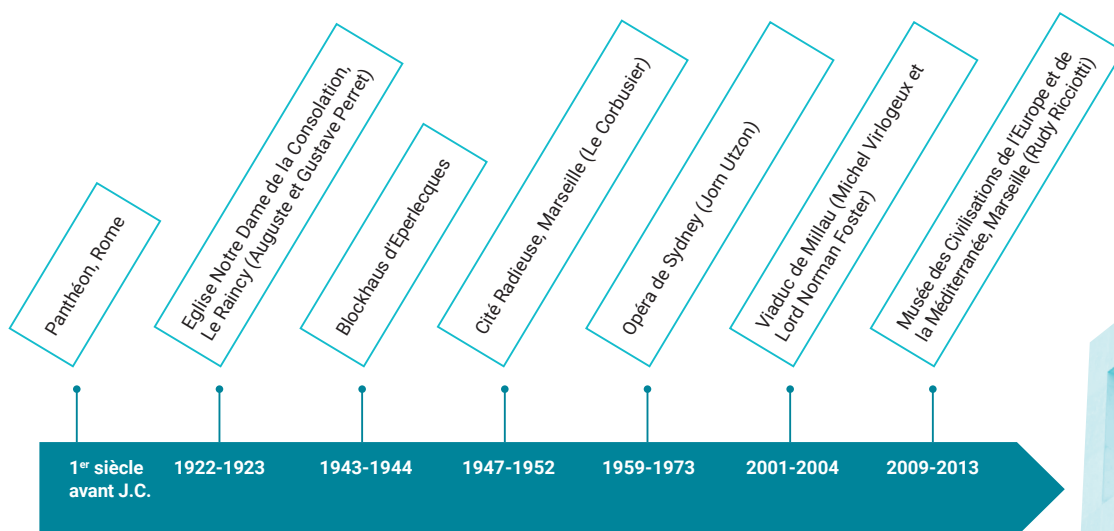 Panthéon, Rome
Eglise Notre Dame de la Consolation,
Le Raincy (Auguste et Gustave Perret)
Blockhaus d'Eperlecques
Cité Radieuse, Marseille (Le Corbusier)
Opéra de Sydney (Jorn Utzon)
Viaduc de Millau (Michel Virlogeux et
Lord Norman Foster)
Musée des Civilisations de l'Europe et de
la Méditerranée, Marseille (Rudy Ricciotti)
1er siècle
avant J.C.
1922-1923
1943-1944
1947-1952
1959-1973
2001-2004
2009-2013